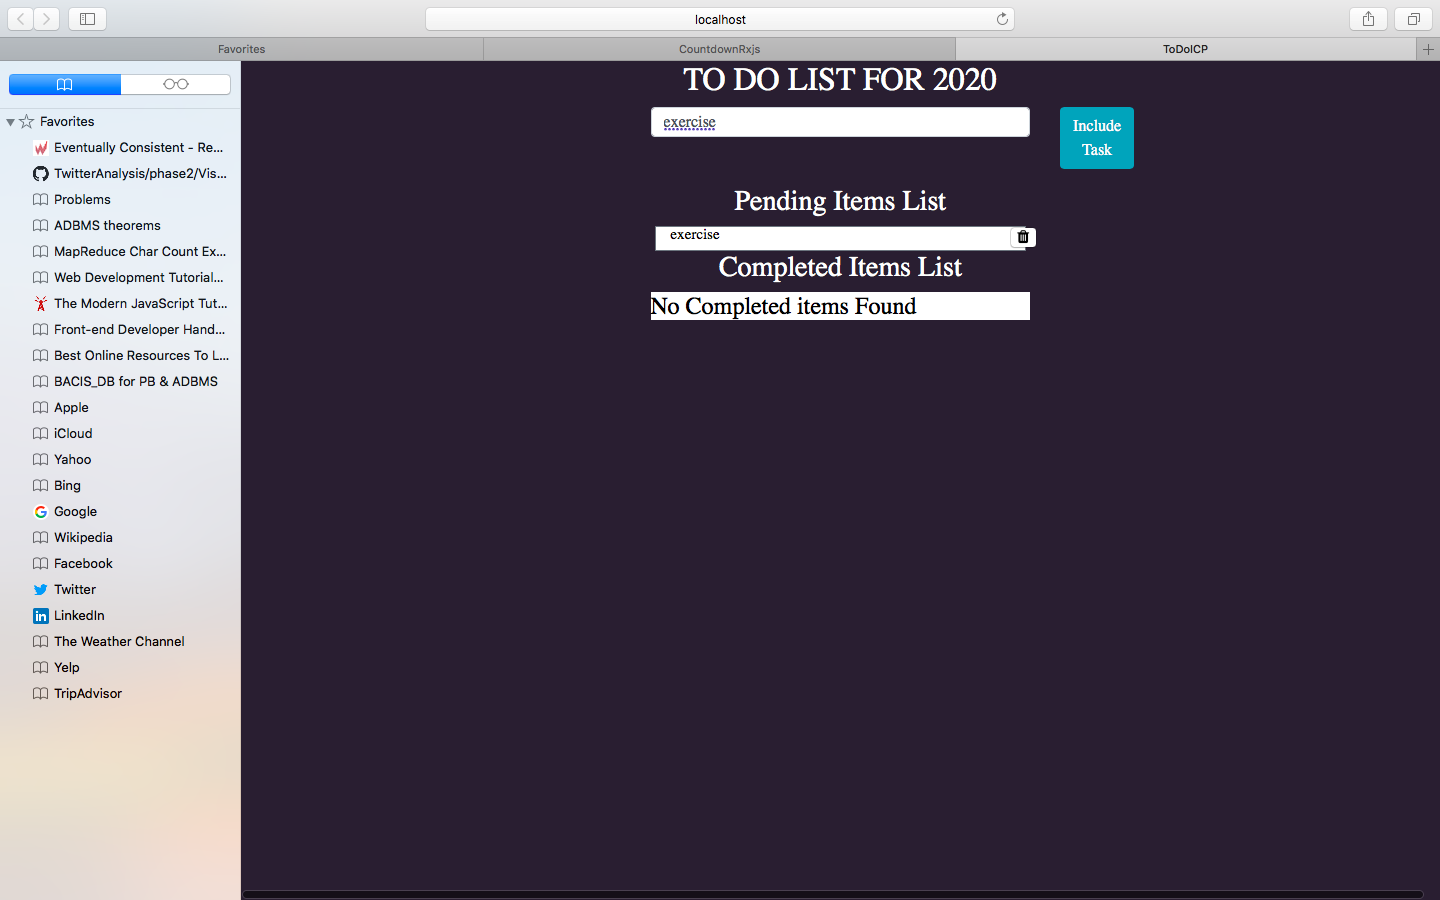 localhost
Favorites
CountdownRxjs
ToDoICP
Favorites
Eventually Consistent - Re...
TwitterAnalysis/phase2/Vis...
Problems
ADBMS theorems
MapReduce Char Count Ex...
Web Development Tutorial...
The Modern JavaScript Tut...
Front-end Developer Hand...
Best Online Resources To L...
BACIS_DB for PB & ADBMS
Apple
iCloud
Yahoo
Bing
Google
Wikipedia
Facebook
Twitter
LinkedIn
The Weather Channel
Yelp
TripAdvisor
TO DO LIST FOR 2020
exercise
Include
Task
Pending Items List
exercise
Completed Items List
No Completed items Found